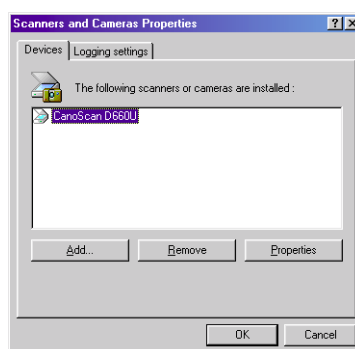 Scanners and Cameras Properties
Devices Logging settings
The following scanners or cameras are installed :
CanoScan D660U
Add... Remove Properties
OK Cancel